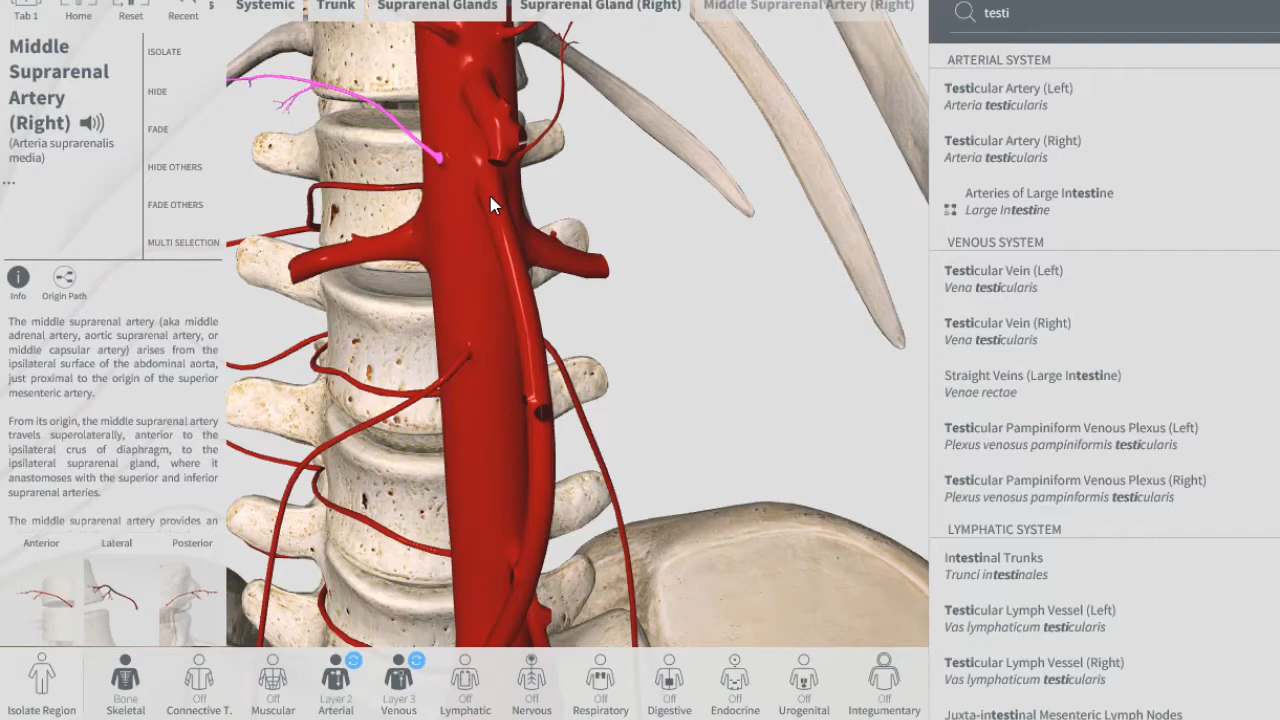 Tab 1
Home
Reset
Recent
s
Systemic
Trunk
Suprarenal Glands
Suprarenal Gland (Right)
Middle Suprarenal Artery (Right)
Middle
Suprarenal
Artery
(Right)
(Arteria suprarenalis
media)
...
ISOLATE
HIDE
FADE
HIDE OTHERS
FADE OTHERS
MULTI SELECTION
Info
Origin Path
The middle suprarenal artery (aka middle
adrenal artery, aortic suprarenal artery, or
middle capsular artery) arises from the
ipsilateral surface of the abdominal aorta,
just proximal to the origin of the superior
mesenteric artery.
From its origin, the middle suprarenal artery
travels superolaterally, anterior to the
ipsilateral crus of diaphragm, to the
ipsilateral suprarenal gland, where it
anastomoses with the superior and inferior
suprarenal arteries.
The middle suprarenal artery provides an
Anterior
Lateral
Posterior
testi
ARTERIAL SYSTEM
Testicular Artery (Left)
Arteria testicularis
Testicular Artery (Right)
Arteria testicularis
Arteries of Large Intestine
Large Intestine
VENOUS SYSTEM
Testicular Vein (Left)
Vena testicularis
Testicular Vein (Right)
Vena testicularis
Straight Veins (Large Intestine)
Venae rectae
Testicular Pampiniform Venous Plexus (Left)
Plexus venosus pampiniformis testicularis
Testicular Pampiniform Venous Plexus (Right)
Plexus venosus pampinformis testicularis
LYMPHATIC SYSTEM
Intestinal Trunks
Trunci intestinales
Testicular Lymph Vessel (Left)
Vas lymphaticum testicularis
Testicular Lymph Vessel (Right)
Vas lymphaticum testicularis
Juxta-intestinal Mesenteric Lymph Nodes
Isolate Region
Bone
Skeletal
Off
Connective T.
Off
Muscular
Layer 2
Arterial
Layer 3
Venous
Off
Lymphatic
Off
Nervous
Off
Respiratory
Off
Digestive
Off
Endocrine
Off
Urogenital
Off
Integumentary